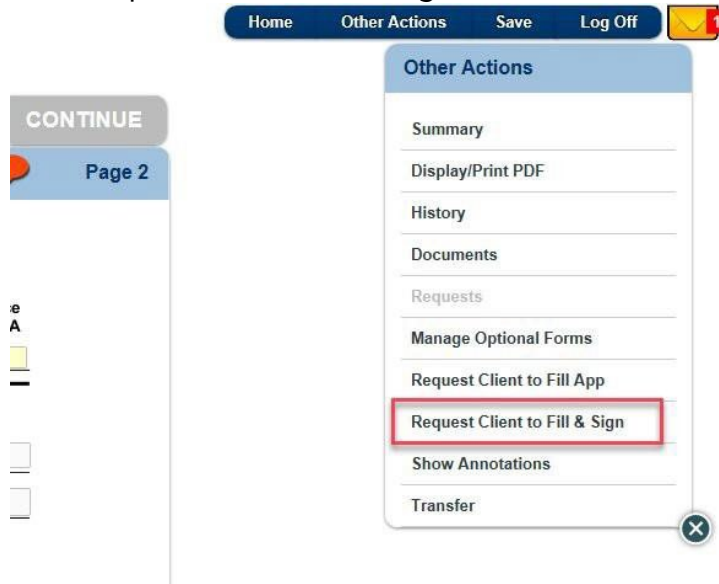 Home Other Actions Save Log Off 1
Other Actions
CONTINUE
Summary
Page 2
Display/Print PDF
History
Documents
Requests
A
Manage Optional Forms
Request Client to Fill App
Request Client to Fill & Sign
Show Annotations
Transfer